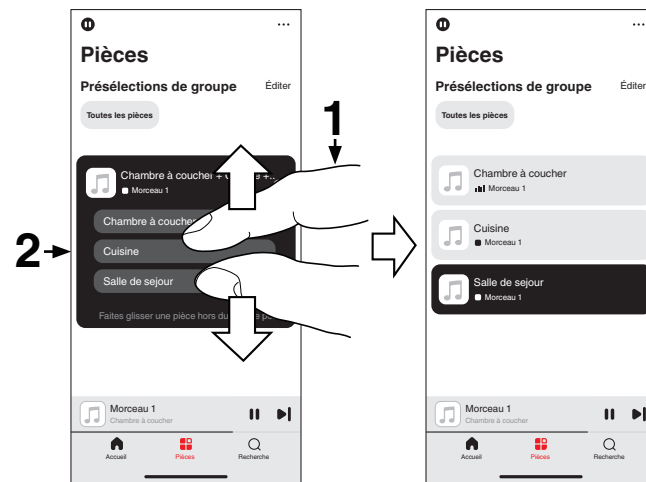 Pièces
Présélections de groupe Éditer
Toutes les pièces
1
Chambre à coucher + C e +...
Morceau 1
2
Chambre à coucher
Cuisine
Salle de sejour
Faites glisser une pièce hors du
Morceau 1
Chambre à coucher
Accueil Pièces Recherche
Pièces
Présélections de groupe Éditer
Toutes les pièces
Chambre à coucher
Morceau 1
Cuisine
Morceau 1
Salle de sejour
Morceau 1
Morceau 1
Chambre à coucher
Accueil Pièces Recherche